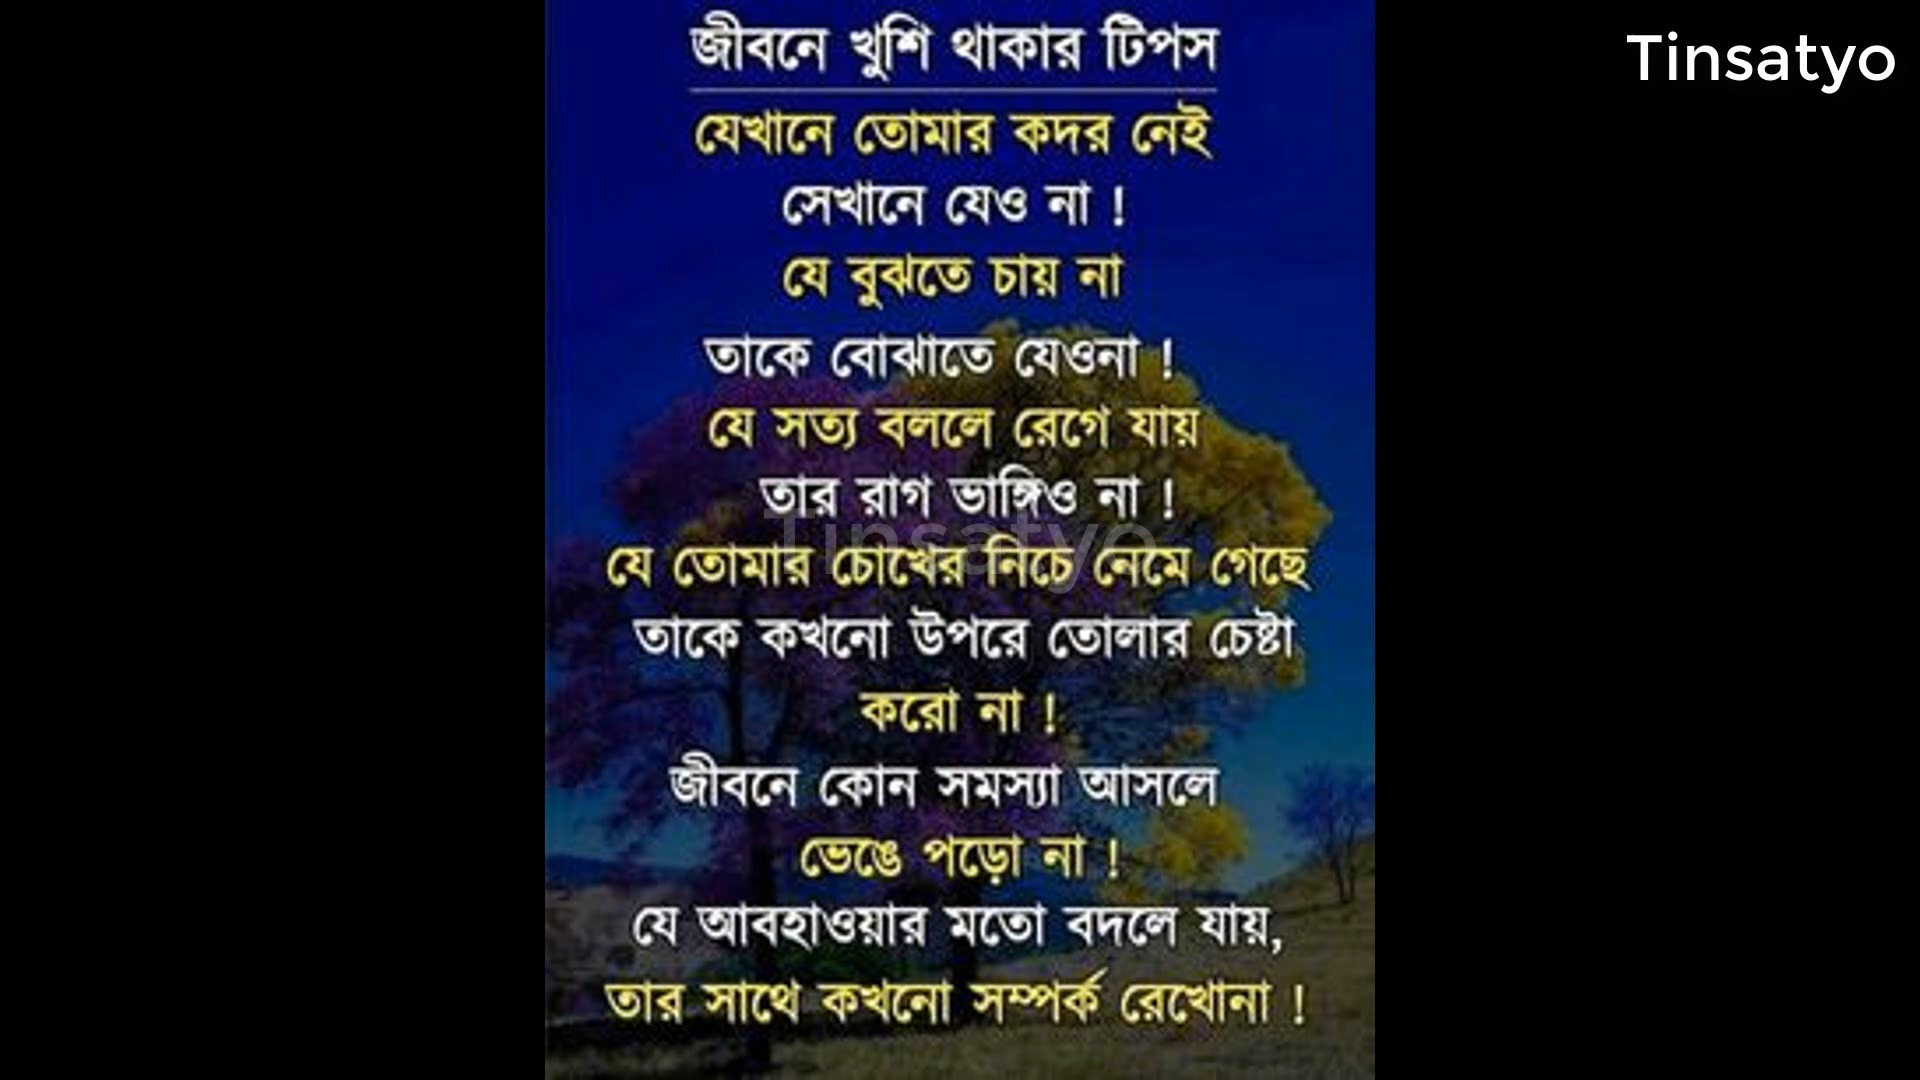 জীবনে খুশি থাকার টিপস
Tinsatyo
যেখানে তোমার কদর নেই
সেখানে যেও না !
যে বুঝতে চায় না
তাকে বোঝাতে যেওনা !
যে সত্য বললে রেগে যায়
তার রাগ ভাঙ্গিও না !
Tinsatyo
যে তোমার চোখের নিচে নেমে গেছে
তাকে কখনো উপরে তোলার চেষ্টা
করো না !
জীবনে কোন সমস্যা আসলে
ভেঙে পড়ো না !
যে আবহাওয়ার মতো বদলে যায়,
তার সাথে কখনো সম্পর্ক রেখোনা !